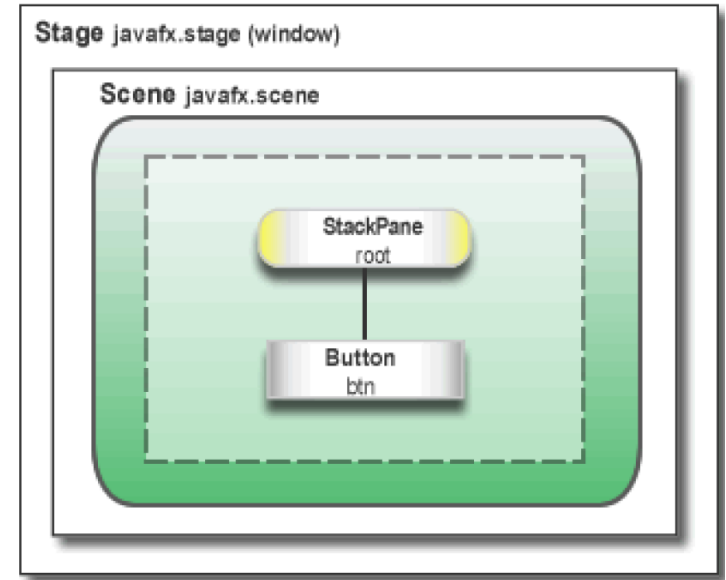 Stage javafx.stage (window)
Scene javafx.scene
StackPane
root
Button
btn